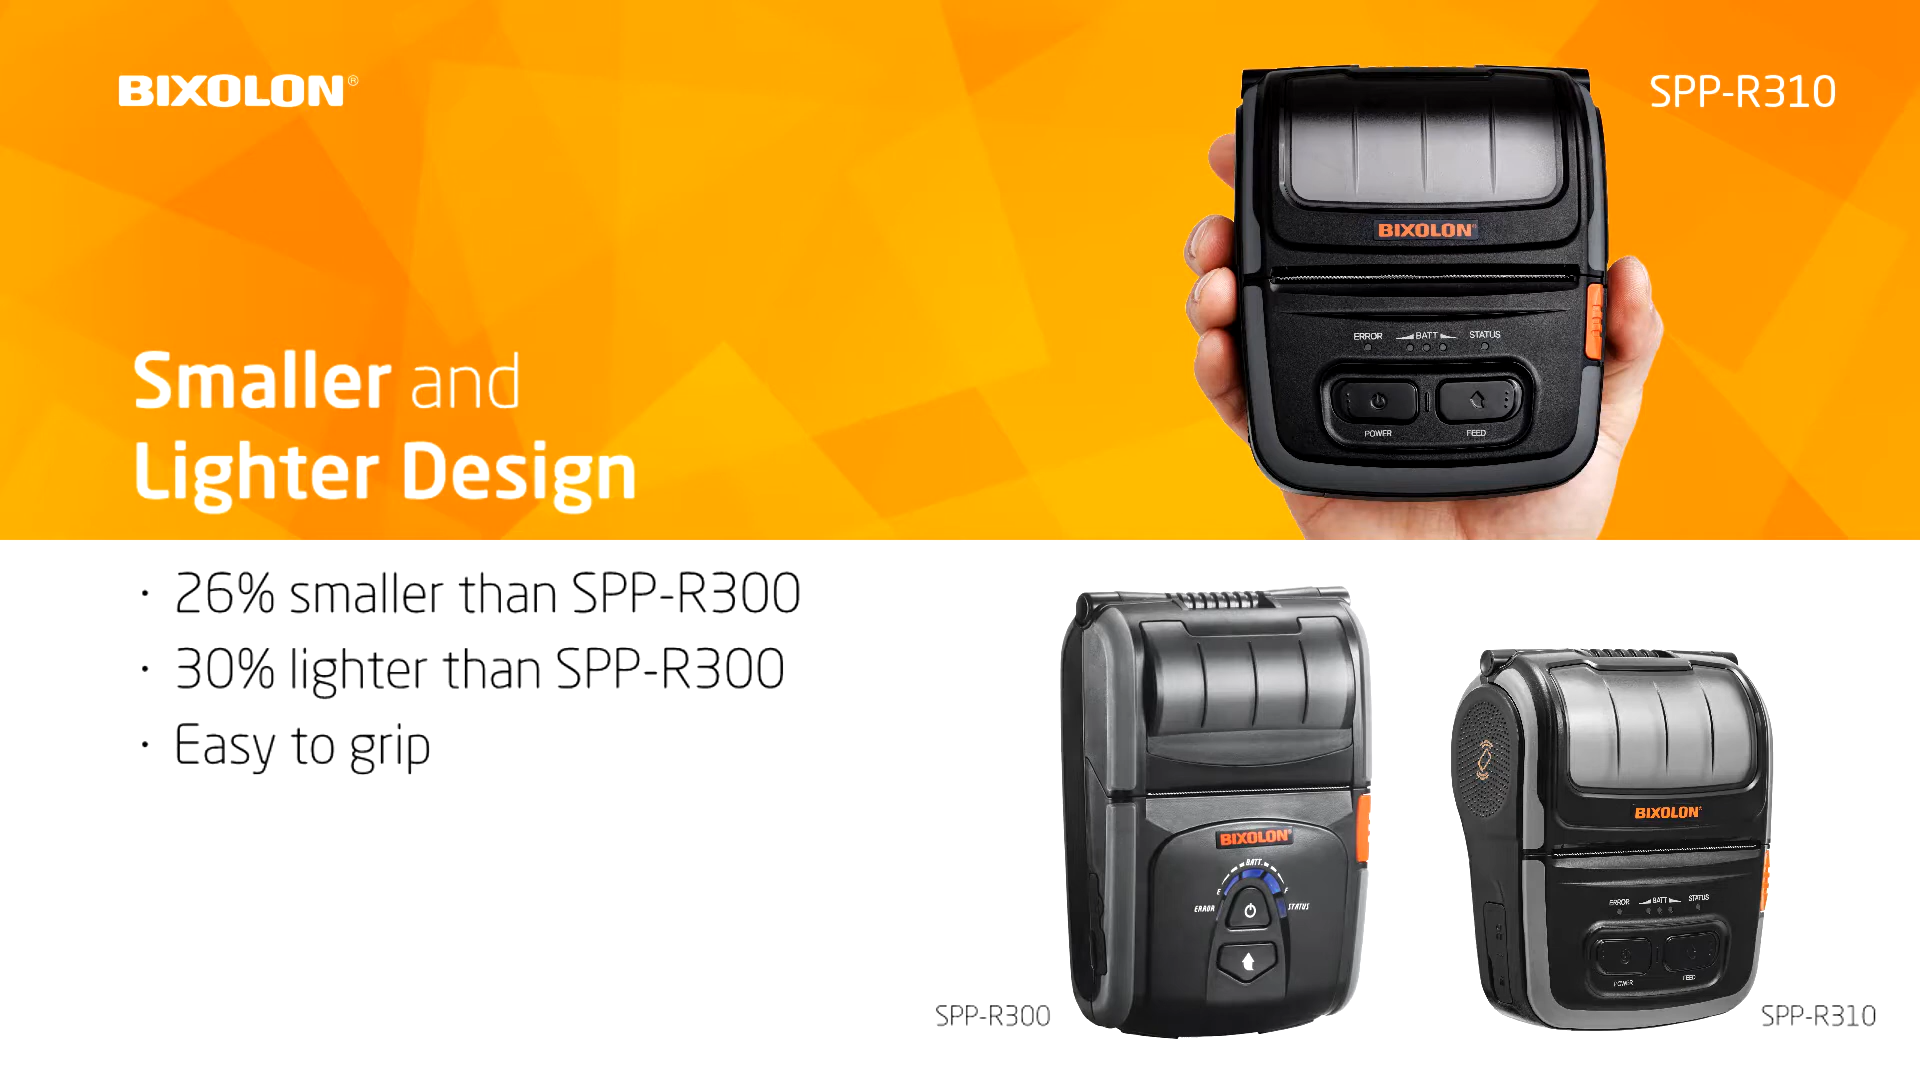 BIXOLON®
SPP-R310
BIXOLON
ERROR BATT STATUS
POWER FEED
Smaller and
Lighter Design
· 26% smaller than SPP-R300
· 30% lighter than SPP-R300
· Easy to grip
BIXOLON
BATT.
E F
ERROR STATUS
SPP-R300
BIXOLON
ERROR BATT STATUS
POWER FEED
SPP-R310